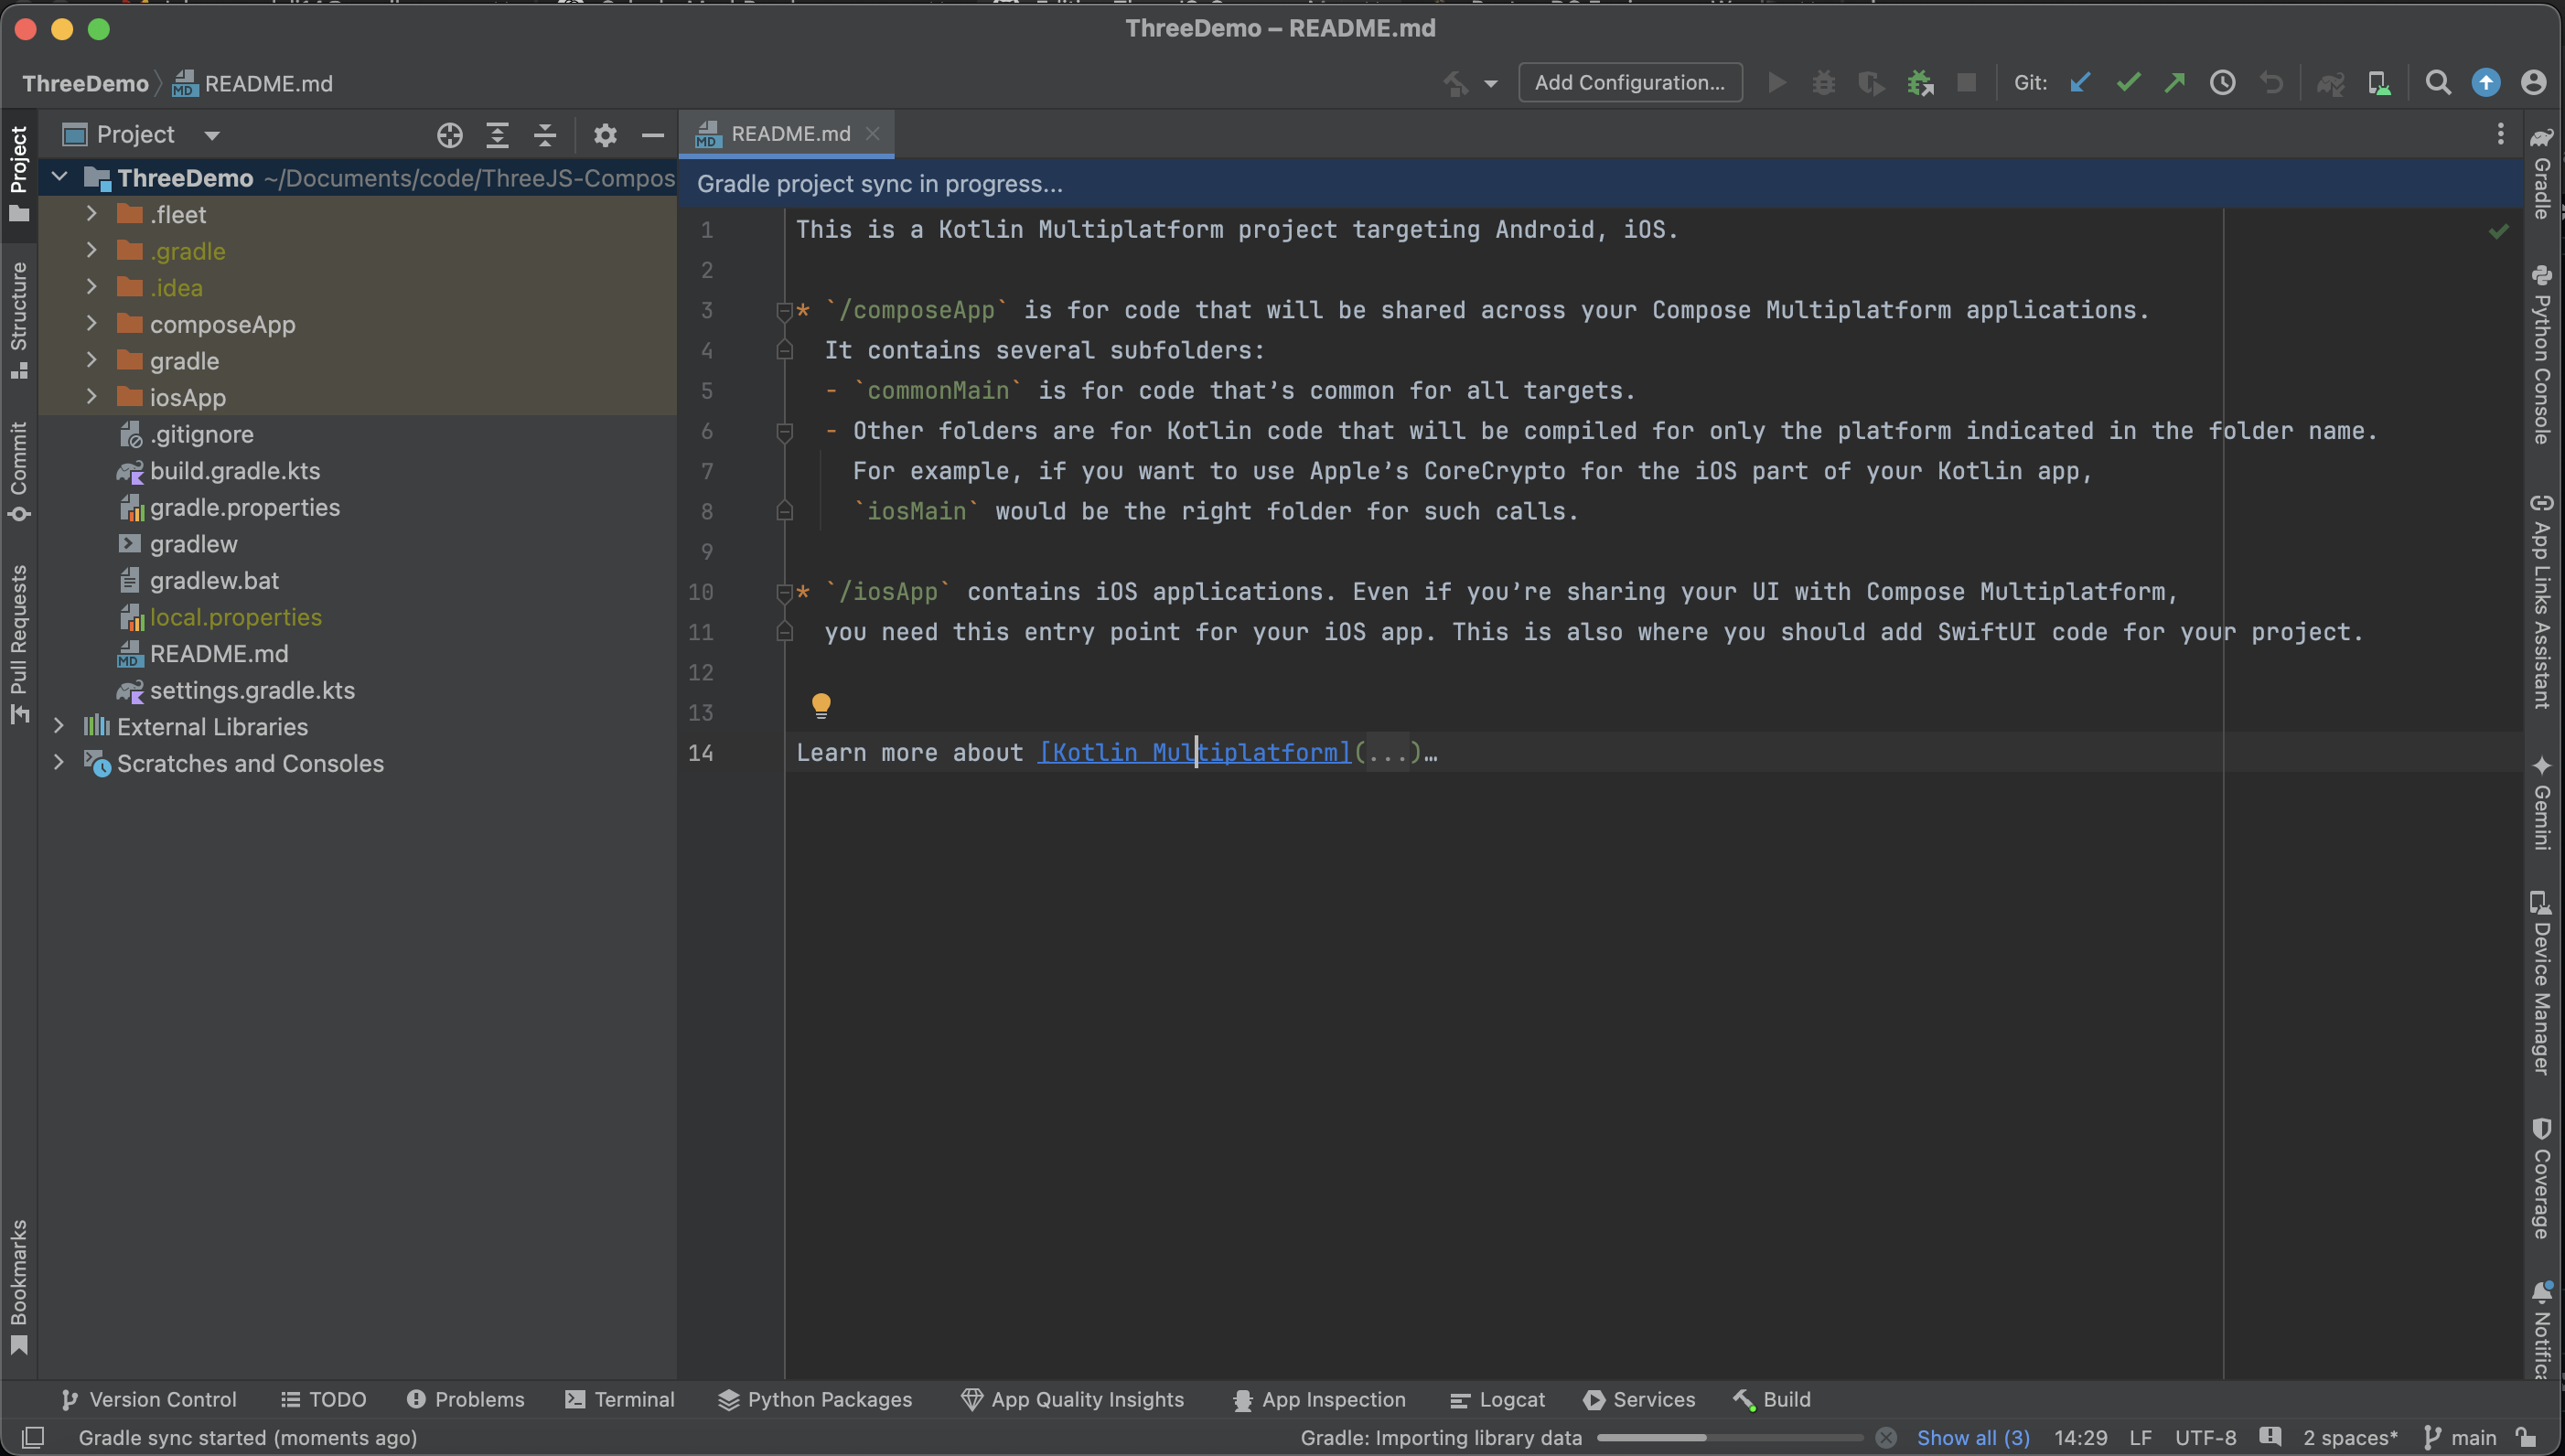 ThreeDemo – README.md
ThreeDemo README.md
Add Configuration...
Git:
Project
README.md
ThreeDemo ~/Documents/code/ThreeJS-Compos
.fleet
.gradle
.idea
composeApp
gradle
iosApp
.gitignore
build.gradle.kts
gradle.properties
gradlew
gradlew.bat
local.properties
README.md
settings.gradle.kts
External Libraries
Scratches and Consoles
Project
Structure
Commit
Pull Requests
Bookmarks
Gradle project sync in progress...
1 This is a Kotlin Multiplatform project targeting Android, iOS.
2
3 * `/composeApp` is for code that will be shared across your Compose Multiplatform applications.
4 It contains several subfolders:
5 - `commonMain` is for code that’s common for all targets.
6 - Other folders are for Kotlin code that will be compiled for only the platform indicated in the folder name.
7 For example, if you want to use Apple’s CoreCrypto for the iOS part of your Kotlin app,
8 `iosMain` would be the right folder for such calls.
9
10 * `/iosApp` contains iOS applications. Even if you’re sharing your UI with Compose Multiplatform,
11 you need this entry point for your iOS app. This is also where you should add SwiftUI code for your project.
12
13
14 Learn more about [Kotlin Multiplatform](...)…
Gradle
Python Console
App Links Assistant
Gemini
Device Manager
Coverage
Notifica
Version Control TODO Problems Terminal Python Packages App Quality Insights App Inspection Logcat Services Build
Gradle sync started (moments ago) Gradle: Importing library data Show all (3) 14:29 LF UTF-8 2 spaces* main